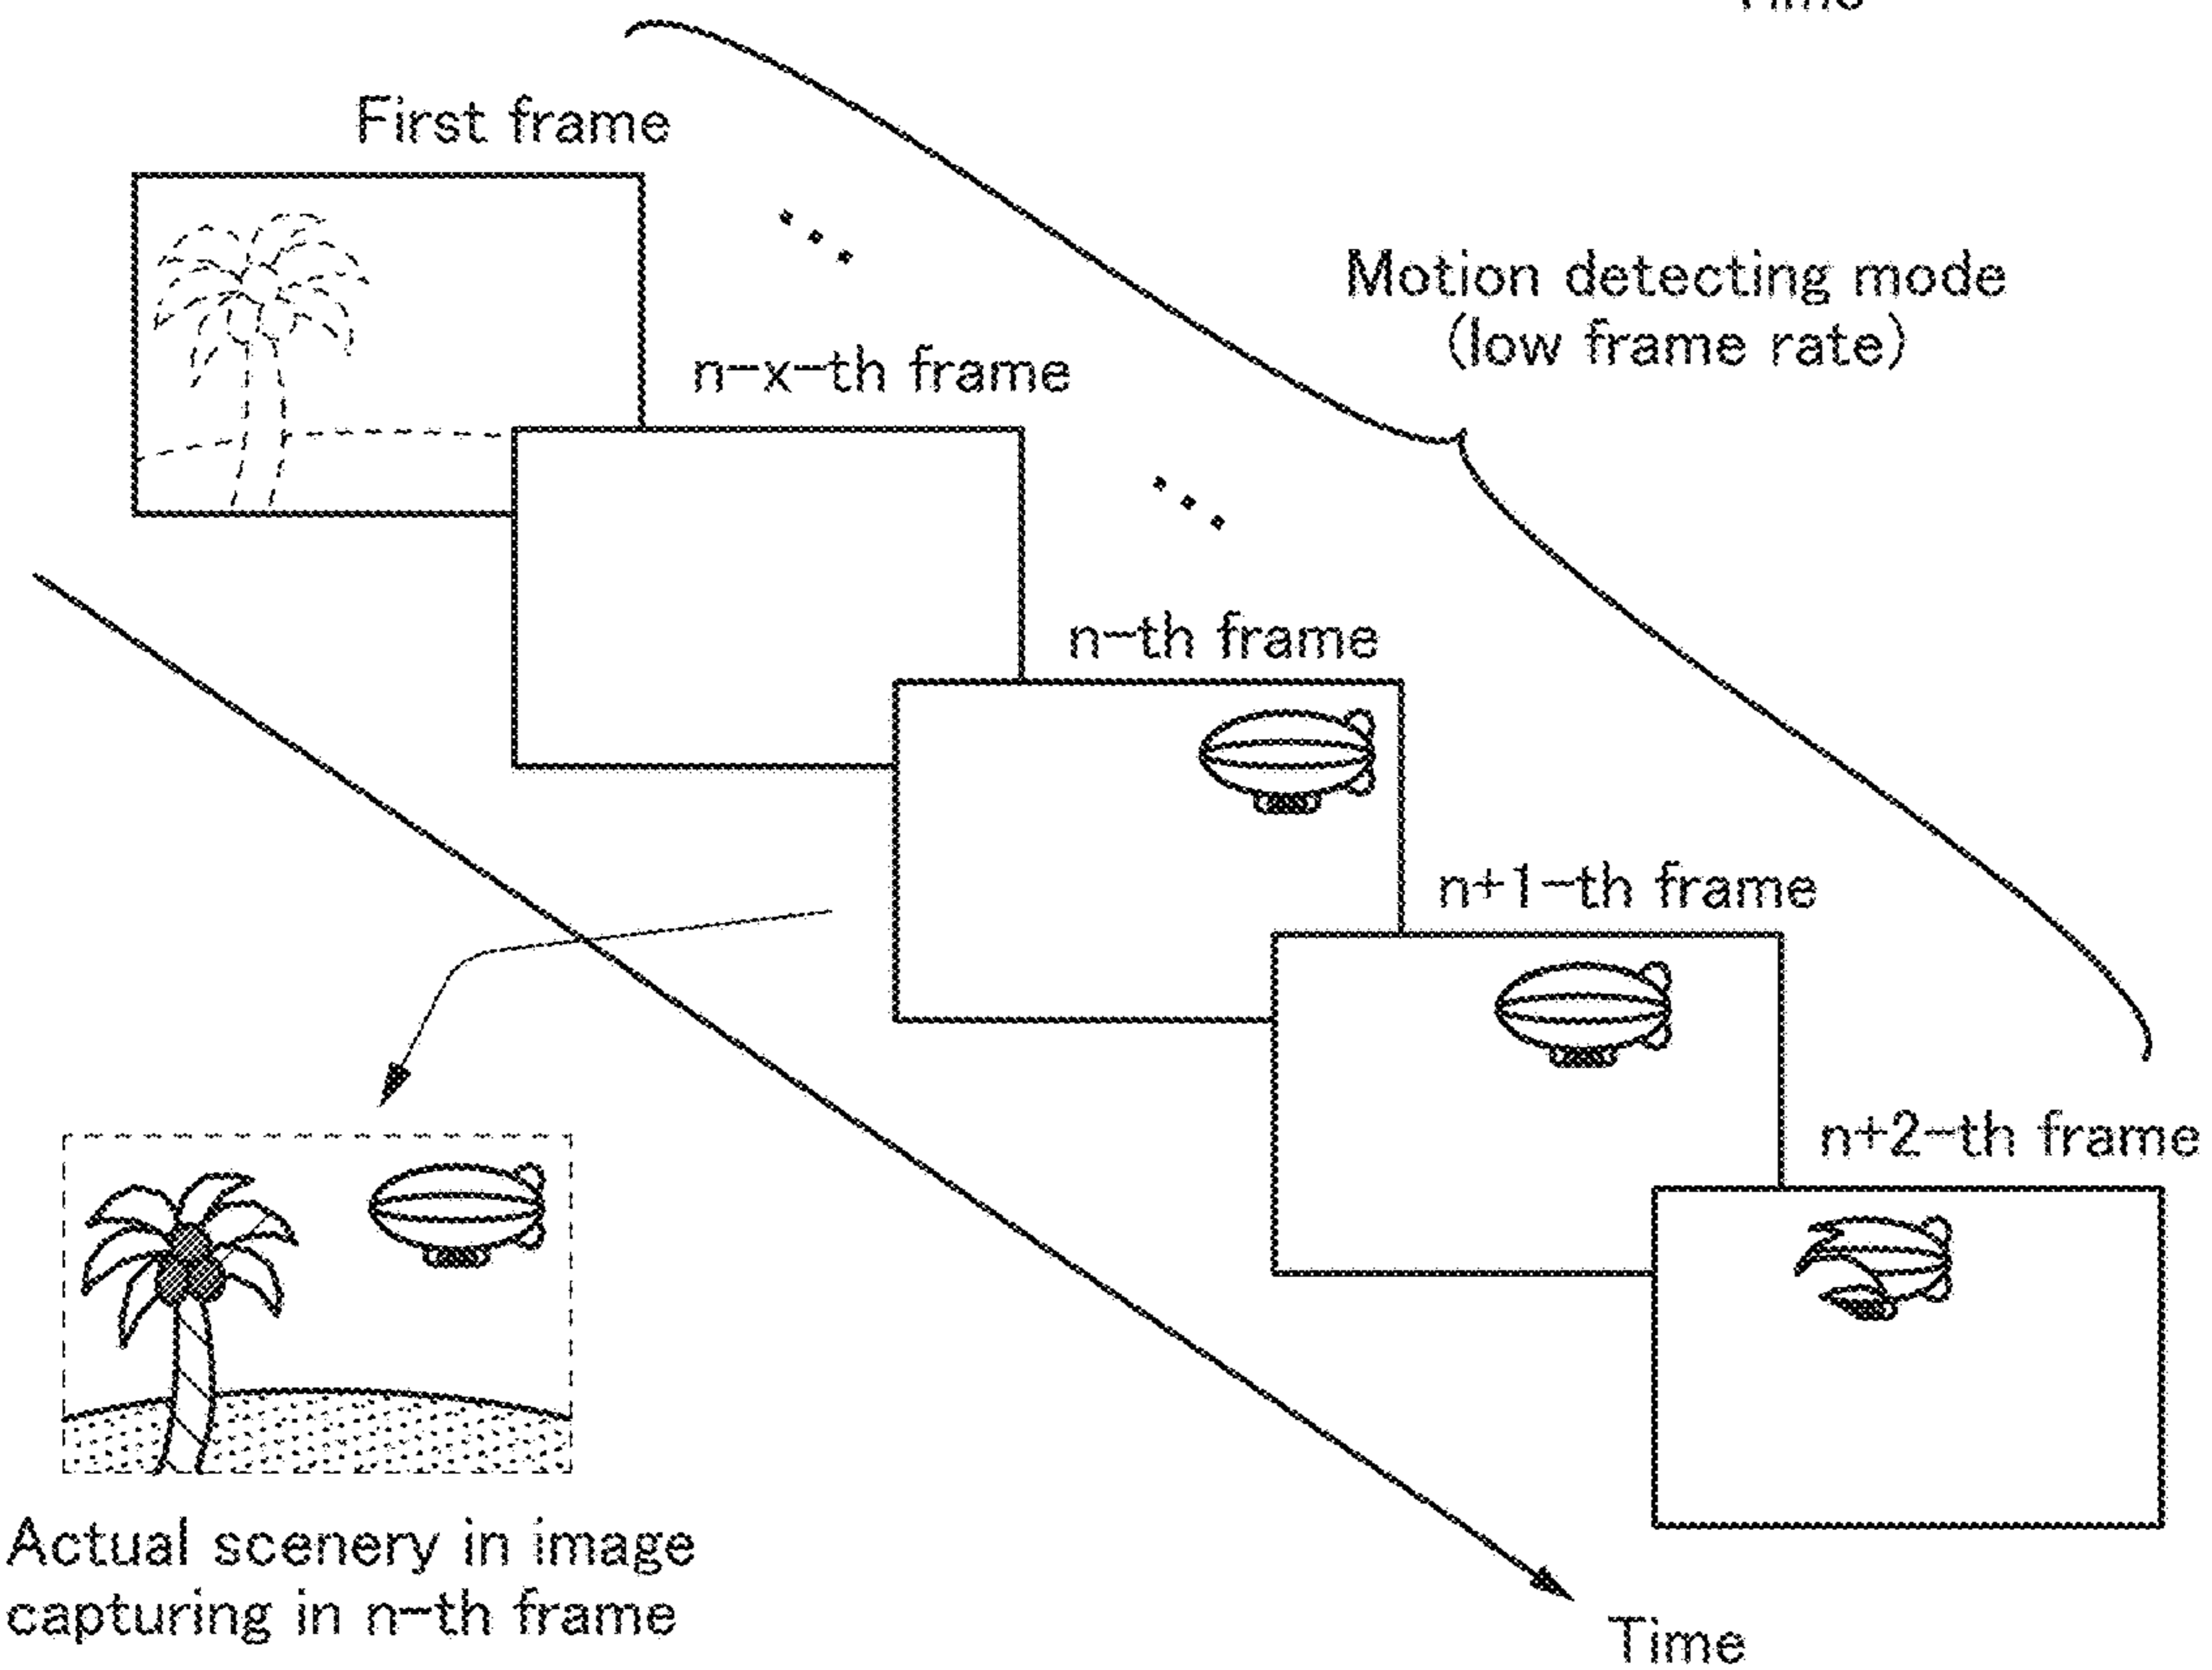 Time
First frame
Motion detecting mode
(low frame rate)
n-x-th frame
n-th frame
n+1-th frame
n+2-th frame
Actual scenery in image
capturing in n-th frame
Time